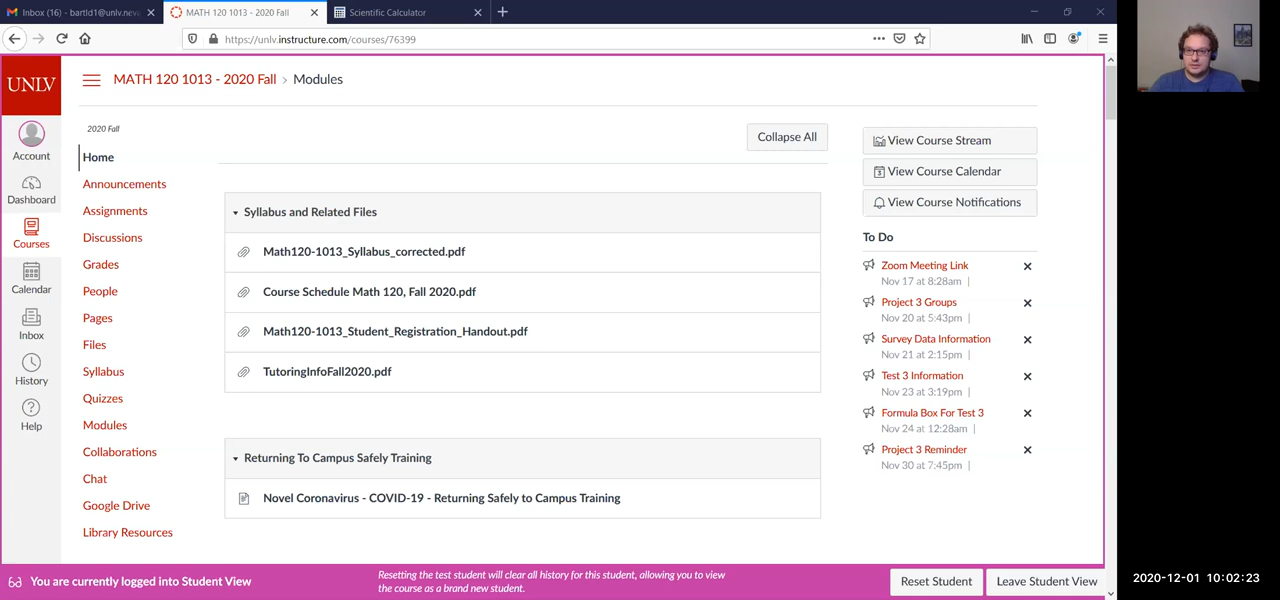 Inbox (16) - bartld1@unlv.nev
MATH 120 1013 - 2020 Fall
Scientific Calculator
https://unlv.instructure.com/courses/76399
UNLV
MATH 120 1013 - 2020 Fall > Modules
2020 Fall
Collapse All
Account
Dashboard
Courses
Calendar
Inbox
History
Help
Home
Announcements
Assignments
Discussions
Grades
People
Pages
Files
Syllabus
Quizzes
Modules
Collaborations
Chat
Google Drive
Library Resources
Syllabus and Related Files
Math120-1013_Syllabus_corrected.pdf
Course Schedule Math 120, Fall 2020.pdf
Math120-1013_Student_Registration_Handout.pdf
TutoringInfoFall2020.pdf
Returning To Campus Safely Training
Novel Coronavirus - COVID-19 - Returning Safely to Campus Training
View Course Stream
View Course Calendar
View Course Notifications
To Do
Zoom Meeting Link
Nov 17 at 8:28am |
Project 3 Groups
Nov 20 at 5:43pm |
Survey Data Information
Nov 21 at 2:15pm |
Test 3 Information
Nov 23 at 3:19pm |
Formula Box For Test 3
Nov 24 at 12:28am |
Project 3 Reminder
Nov 30 at 7:45pm |
You are currently logged into Student View
Resetting the test student will clear all history for this student, allowing you to view
the course as a brand new student.
Reset Student
Leave Student View
2020-12-01 10:02:23